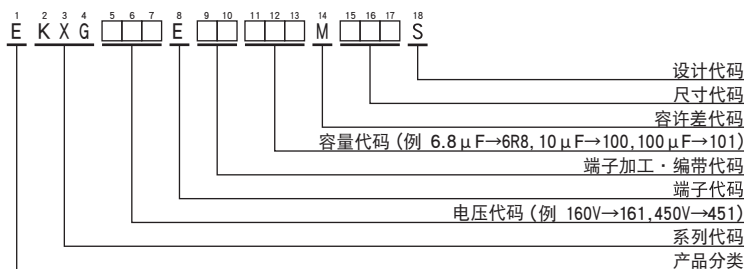 1 2 3 4 5 6 7 8 9 10 11 12 13 14 15 16 17 18
E K X G □□□ E □□ □□□ M □□□ S
设计代码
尺寸代码
容许差代码
容量代码 (例 6.8μF→6R8, 10μF→100, 100μF→101)
端子加工・编带代码
端子代码
电压代码 (例 160V→161, 450V→451)
系列代码
产品分类